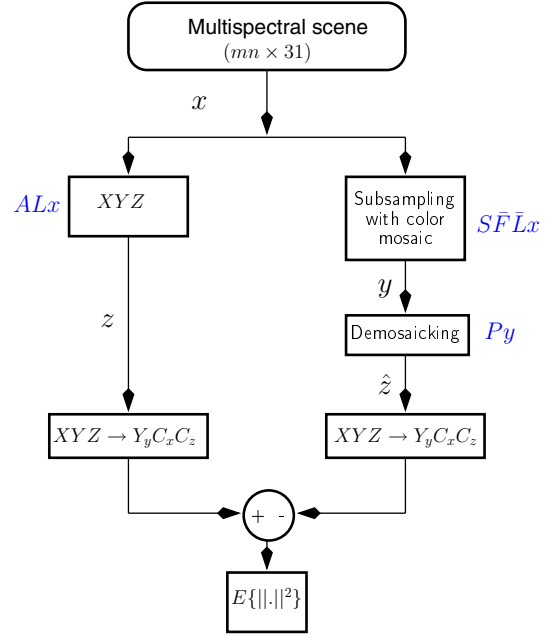 Multispectral scene
(mn × 31)
x
ALx
XYZ
Subsampling
with color
mosaic
SF̄L̄x
y
z
Demosaicking
Py
ẑ
XYZ → YyCxCz
XYZ → YyCxCz
+ -
E{||.||²}